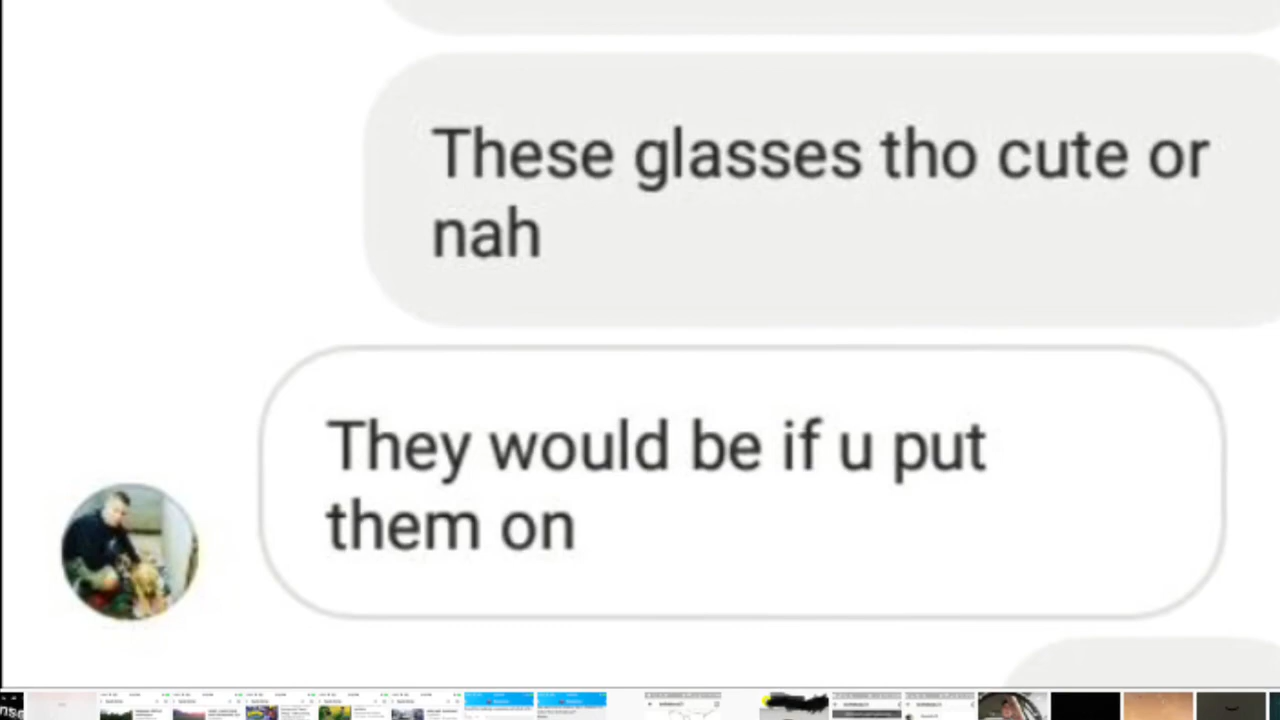 These glasses tho cute or
nah
They would be if u put
them on